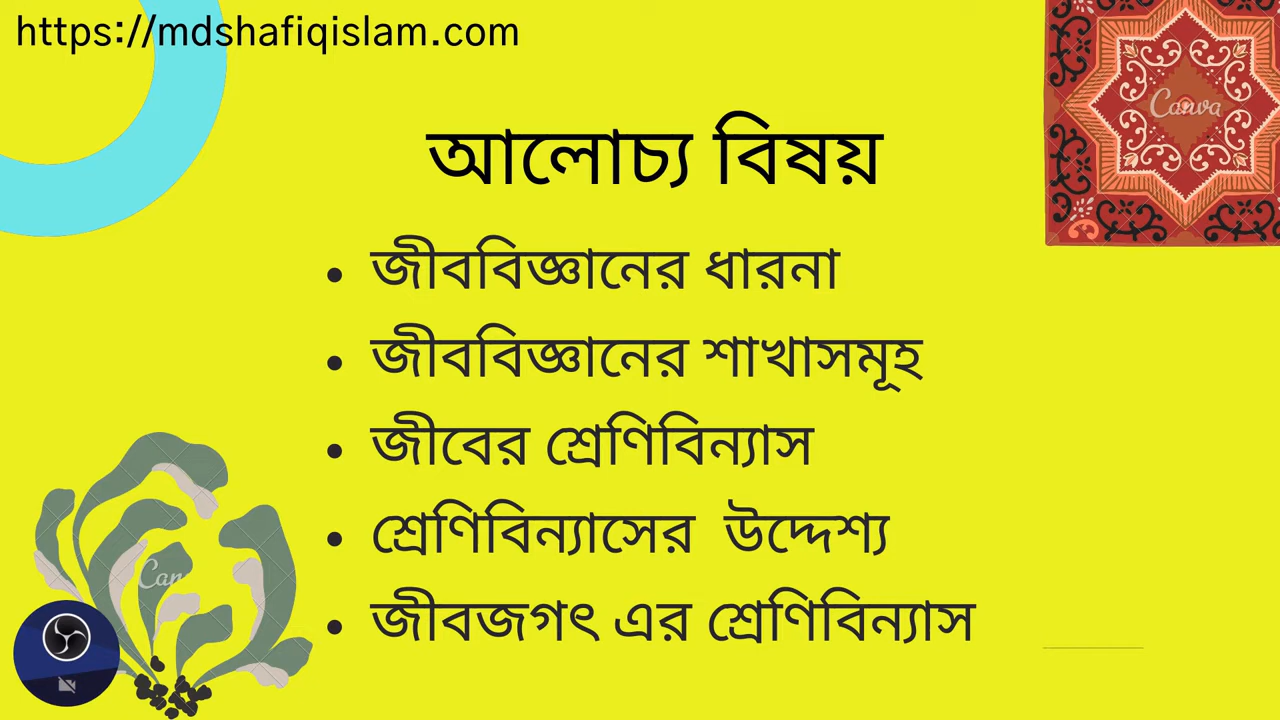 https://mdshafiqislam.com
Canva
আলোচ্য বিষয়
• জীববিজ্ঞানের ধারনা
• জীববিজ্ঞানের শাখাসমূহ
• জীবের শ্রেণিবিন্যাস
• শ্রেণিবিন্যাসের উদ্দেশ্য
• জীবজগৎ এর শ্রেণিবিন্যাস